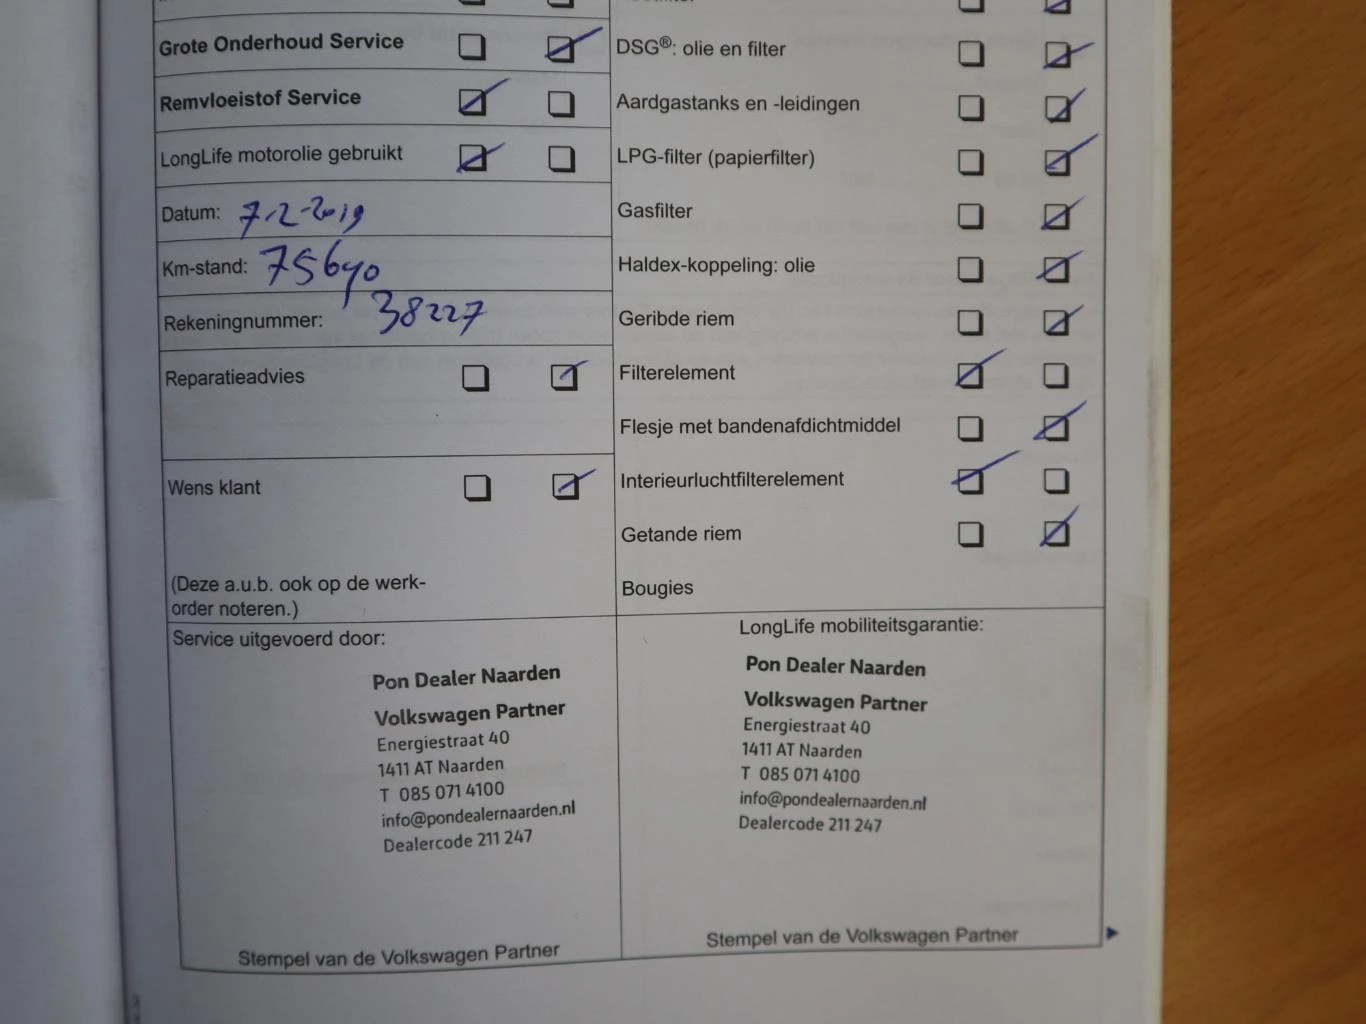 Grote Onderhoud Service
Remvloeistof Service
LongLife motorolie gebruikt
Datum: 7-2-2019
Km-stand:
Rekeningnummer: 38227
Reparatieadvies
Wens klant
(Deze a.u.b. ook op de werk-
order noteren.)
DSG®: olie en filter
Aardgastanks en -leidingen
LPG-filter (papierfilter)
Gasfilter
Haldex-koppeling: olie
Geribde riem
Filterelement
Flesje met bandenafdichtmiddel
Interieurluchtfilterelement
Getande riem
Bougies
Service uitgevoerd door:
Pon Dealer Naarden
Volkswagen Partner
Energiestraat 40
1411 AT Naarden
T 085 071 4100
info@pondealernaarden.nl
Dealercode 211 247
Stempel van de Volkswagen Partner
LongLife mobiliteitsgarantie:
Pon Dealer Naarden
Volkswagen Partner
Energiestraat 40
1411 AT Naarden
T 085 071 4100
info@pondealernaarden.nl
Dealercode 211 247
Stempel van de Volkswagen Partner